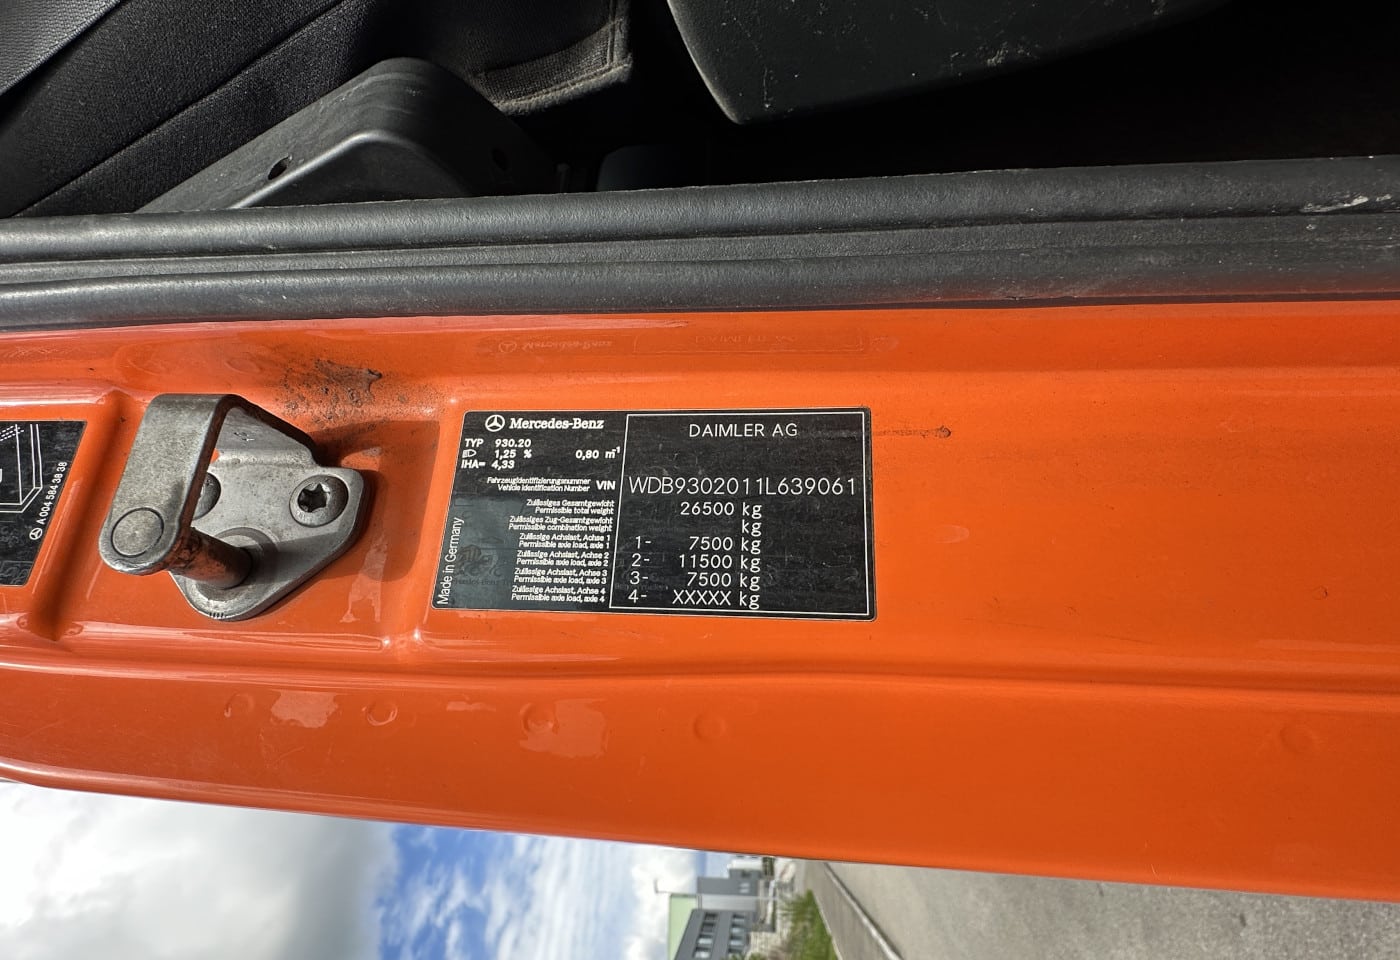 Mercedes-Benz
TYP 930.20
1,25 % 0,80 m⁻¹
IHA= 4,33
DAIMLER AG
Fahrzeugidentifizierungsnummer
Vehicle Identification Number VIN WDB9302011L639061
Zulässiges Gesamtgewicht
Permissible total weight 26500 kg
Zulässiges Zug-Gesamtgewicht
Permissible combination weight kg
Zulässige Achslast, Achse 1
Permissible axle load, axle 1 1- 7500 kg
Zulässige Achslast, Achse 2
Permissible axle load, axle 2 2- 11500 kg
Zulässige Achslast, Achse 3
Permissible axle load, axle 3 3- 7500 kg
Zulässige Achslast, Achse 4
Permissible axle load, axle 4 4- XXXXX kg
Made in Germany
A 004 584 38 38